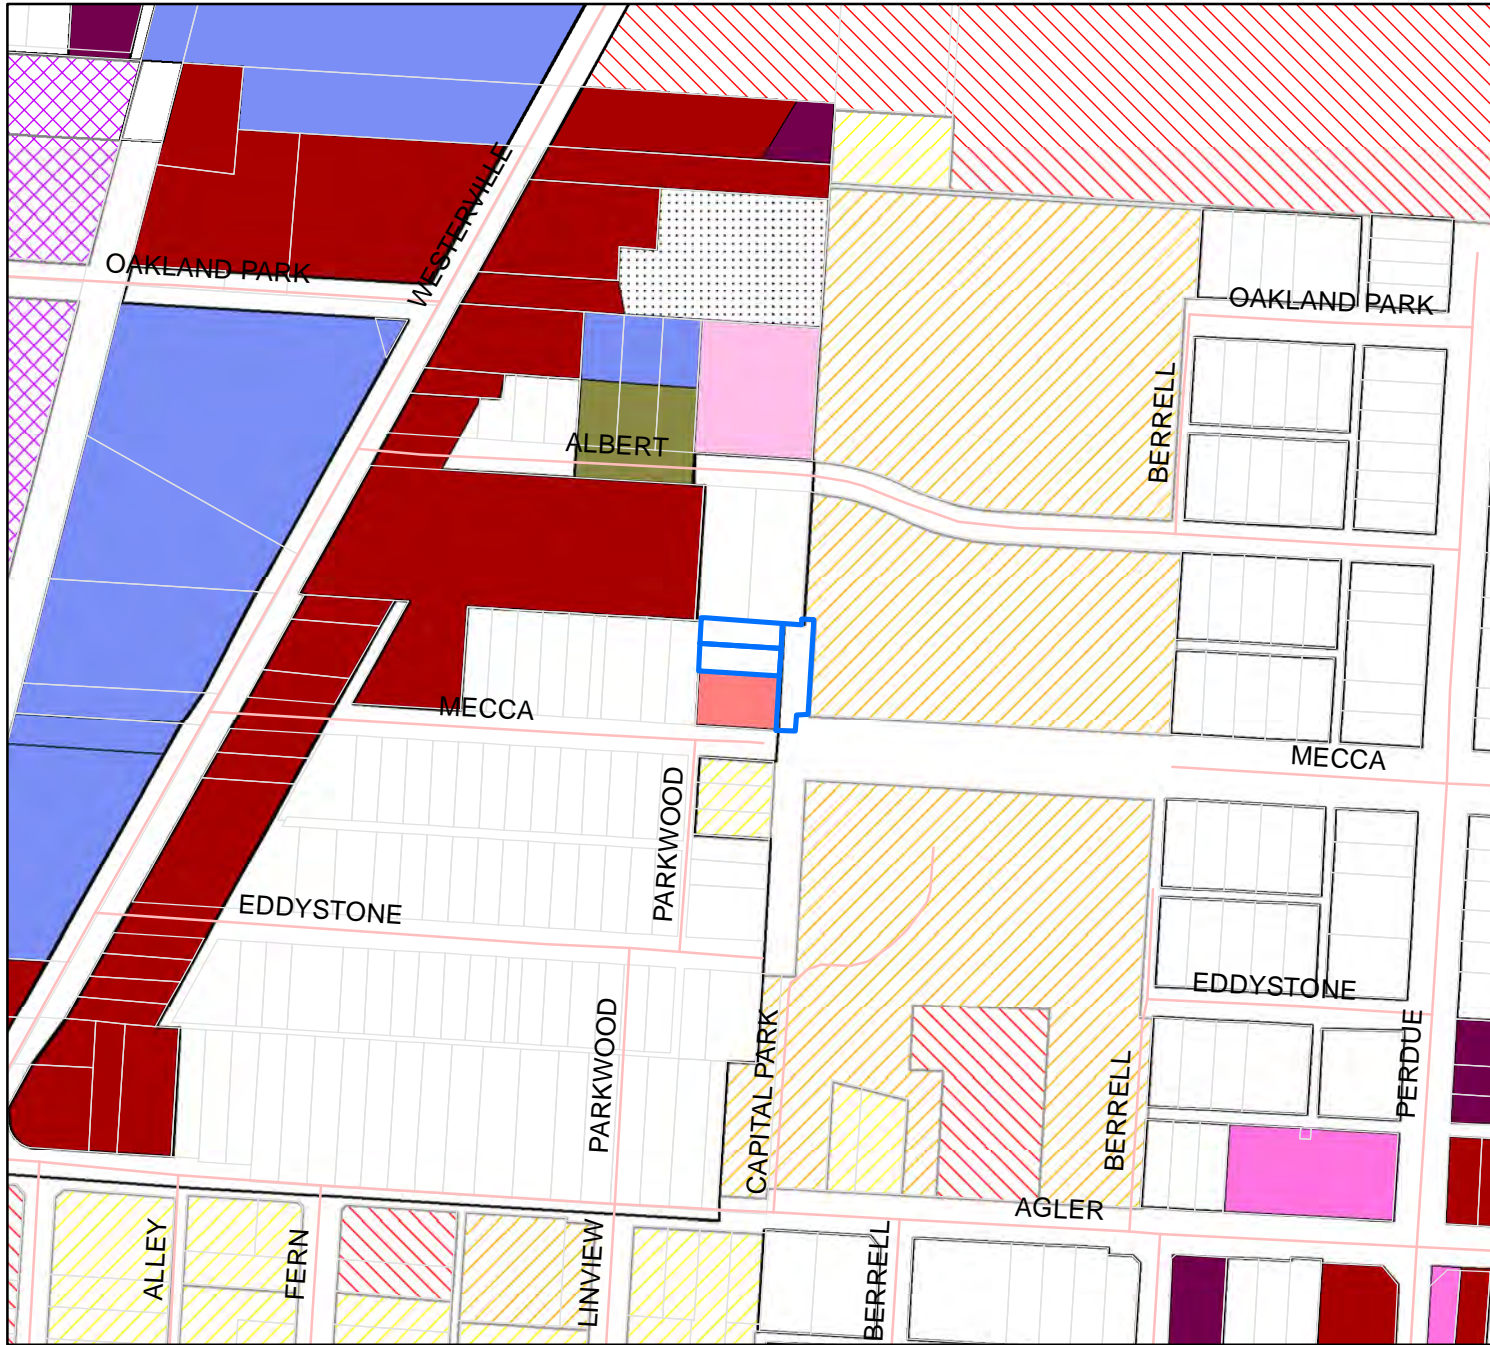 WESTERVILLE
OAKLAND PARK
OAKLAND PARK
BERRELL
ALBERT
MECCA
MECCA
PARKWOOD
EDDYSTONE
EDDYSTONE
PARKWOOD
CAPITAL PARK
BERRELL
PERDUE
AGLER
ALLEY
FERN
LINVIEW
BERRELL